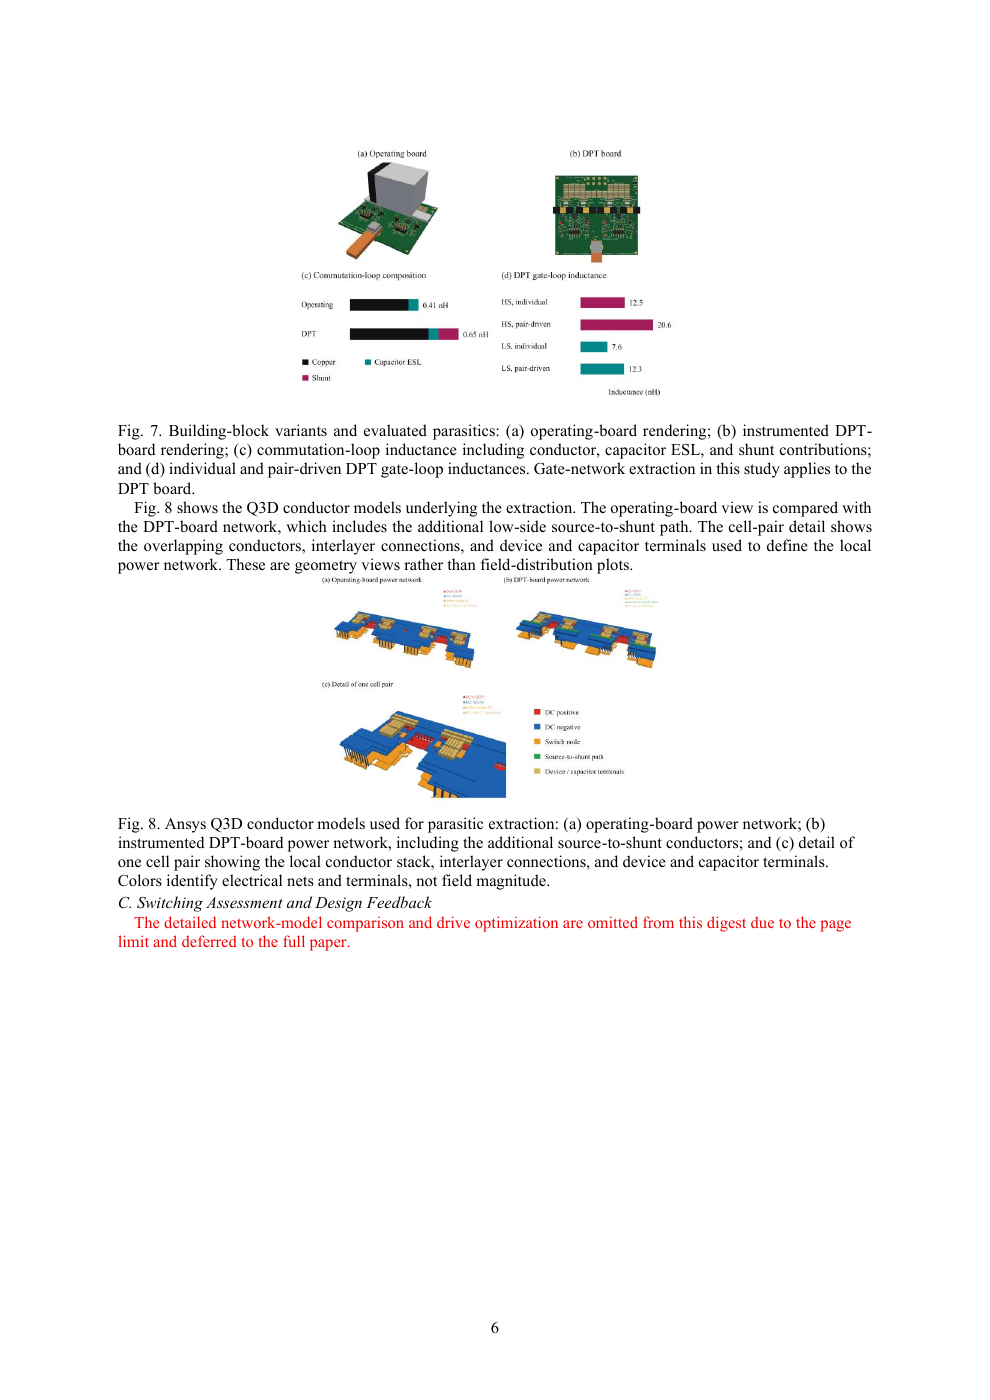 (a) Operating board
(b) DPT board
(c) Commutation-loop composition
(d) DPT gate-loop inductance
Operating
0.41 nH
DPT
0.65 nH
Copper
Capacitor ESL
Shunt
HS, individual
12.5
HS, pair-driven
20.6
LS, individual
7.6
LS, pair-driven
12.3
Inductance (nH)
Fig. 7. Building-block variants and evaluated parasitics: (a) operating-board rendering; (b) instrumented DPT-
board rendering; (c) commutation-loop inductance including conductor, capacitor ESL, and shunt contributions;
and (d) individual and pair-driven DPT gate-loop inductances. Gate-network extraction in this study applies to the
DPT board.
Fig. 8 shows the Q3D conductor models underlying the extraction. The operating-board view is compared with
the DPT-board network, which includes the additional low-side source-to-shunt path. The cell-pair detail shows
the overlapping conductors, interlayer connections, and device and capacitor terminals used to define the local
power network. These are geometry views rather than field-distribution plots.
(a) Operating-board power network
(b) DPT-board power network
(c) Detail of one cell pair
DC positive
DC negative
Switch node
Source-to-shunt path
Device / capacitor terminals
Fig. 8. Ansys Q3D conductor models used for parasitic extraction: (a) operating-board power network; (b)
instrumented DPT-board power network, including the additional source-to-shunt conductors; and (c) detail of
one cell pair showing the local conductor stack, interlayer connections, and device and capacitor terminals.
Colors identify electrical nets and terminals, not field magnitude.
C. Switching Assessment and Design Feedback
The detailed network-model comparison and drive optimization are omitted from this digest due to the page
limit and deferred to the full paper.
6